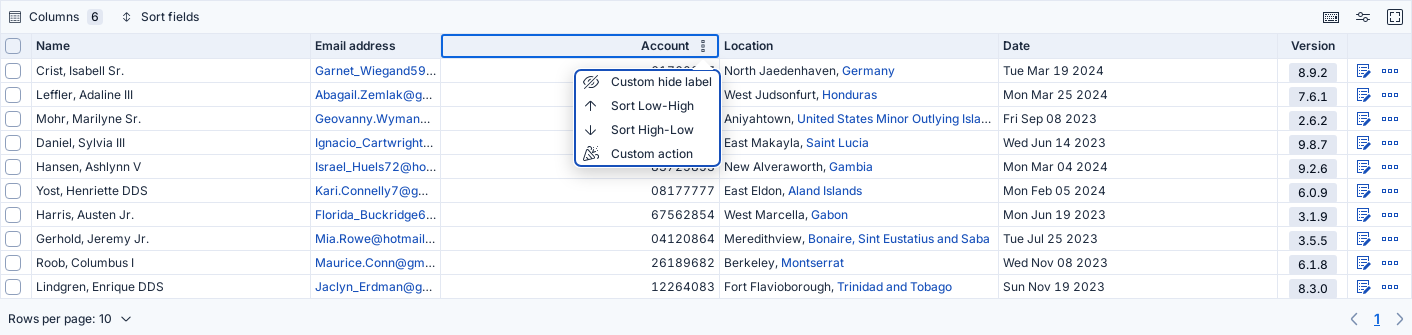 Columns 6 Sort fields
Name Email address Account Location Date Version
Crist, Isabell Sr. Garnet_Wiegand59... North Jaedenhaven, Germany Tue Mar 19 2024 8.9.2
Custom hide label
Leffler, Adaline III Abagail.Zemlak@g... West Judsonfurt, Honduras Mon Mar 25 2024 7.6.1
Sort Low-High
Mohr, Marilyne Sr. Geovanny.Wyman... Aniyahtown, United States Minor Outlying Isla... Fri Sep 08 2023 2.6.2
Sort High-Low
Daniel, Sylvia III Ignacio_Cartwright... East Makayla, Saint Lucia Wed Jun 14 2023 9.8.7
Custom action
Hansen, Ashlynn V Israel_Huels72@ho... New Alveraworth, Gambia Mon Mar 04 2024 9.2.6
Yost, Henriette DDS Kari.Connelly7@g... 08177777 East Eldon, Aland Islands Mon Feb 05 2024 6.0.9
Harris, Austen Jr. Florida_Buckridge6... 67562854 West Marcella, Gabon Mon Jun 19 2023 3.1.9
Gerhold, Jeremy Jr. Mia.Rowe@hotmail... 04120864 Meredithview, Bonaire, Sint Eustatius and Saba Tue Jul 25 2023 3.5.5
Roob, Columbus I Maurice.Conn@gm... 26189682 Berkeley, Montserrat Wed Nov 08 2023 6.1.8
Lindgren, Enrique DDS Jaclyn_Erdman@g... 12264083 Fort Flavioborough, Trinidad and Tobago Sun Nov 19 2023 8.3.0
Rows per page: 10 1